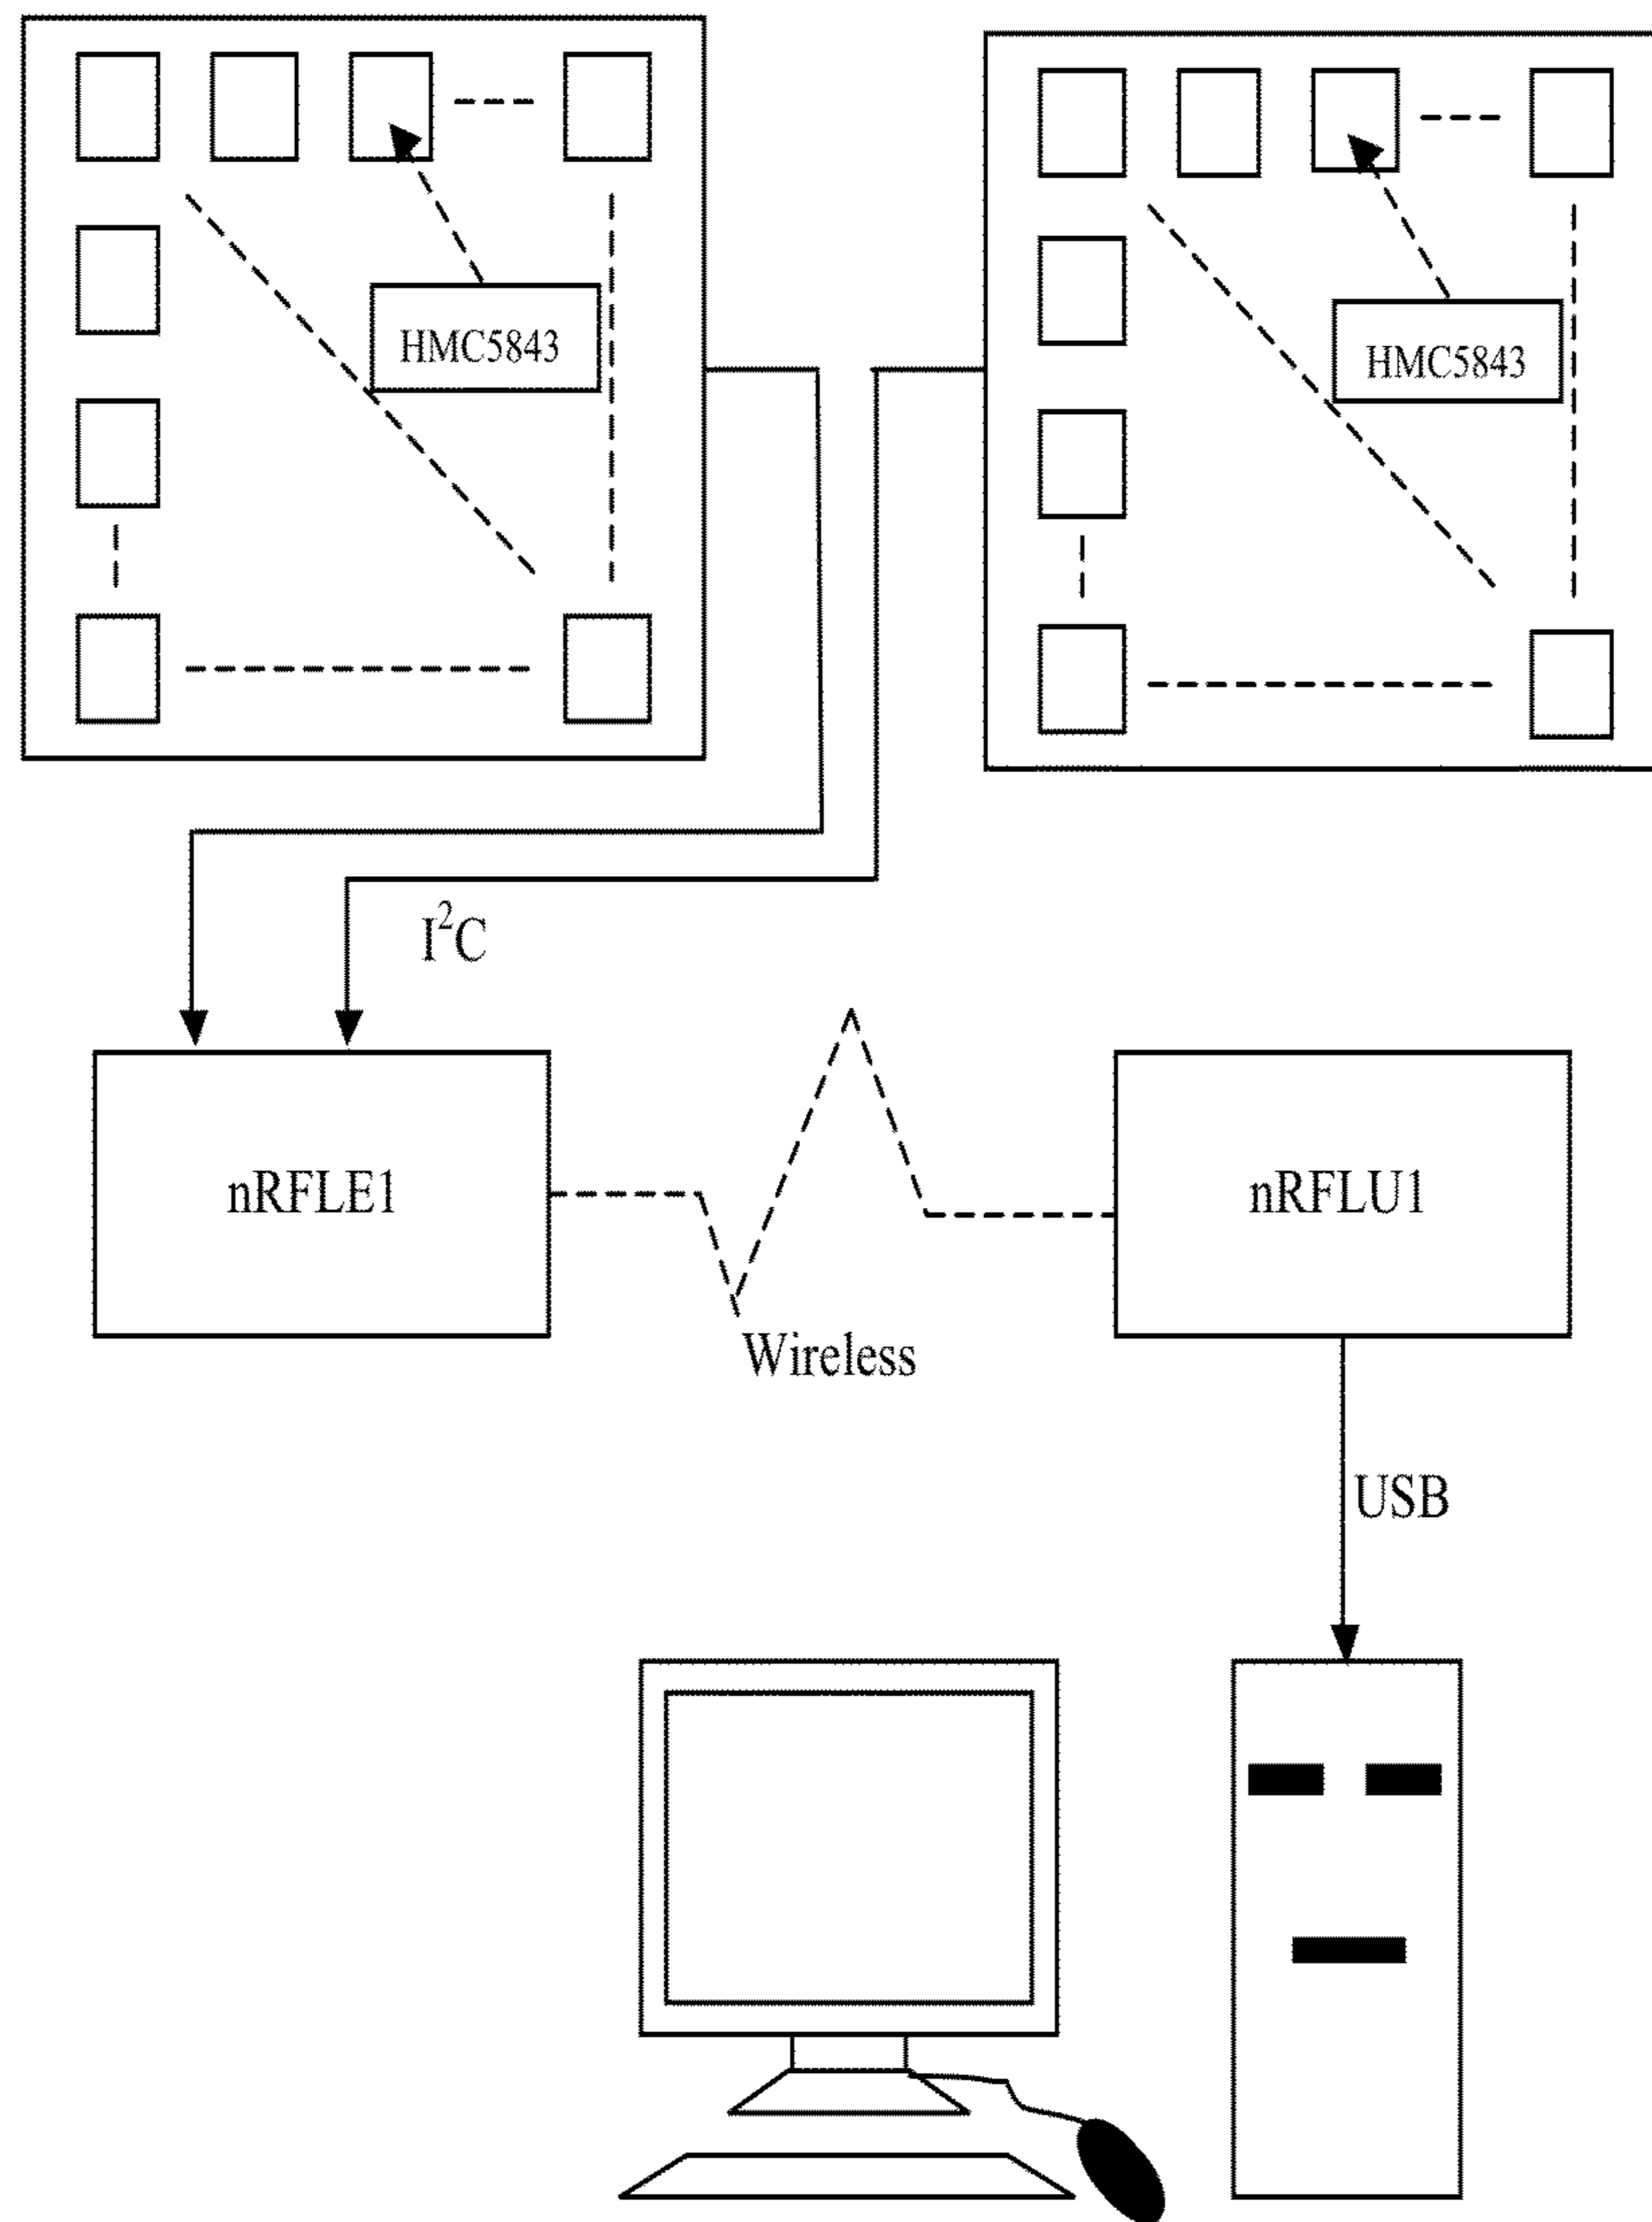 HMC5843
HMC5843
I²C
nRFLE1
nRFLU1
Wireless
USB